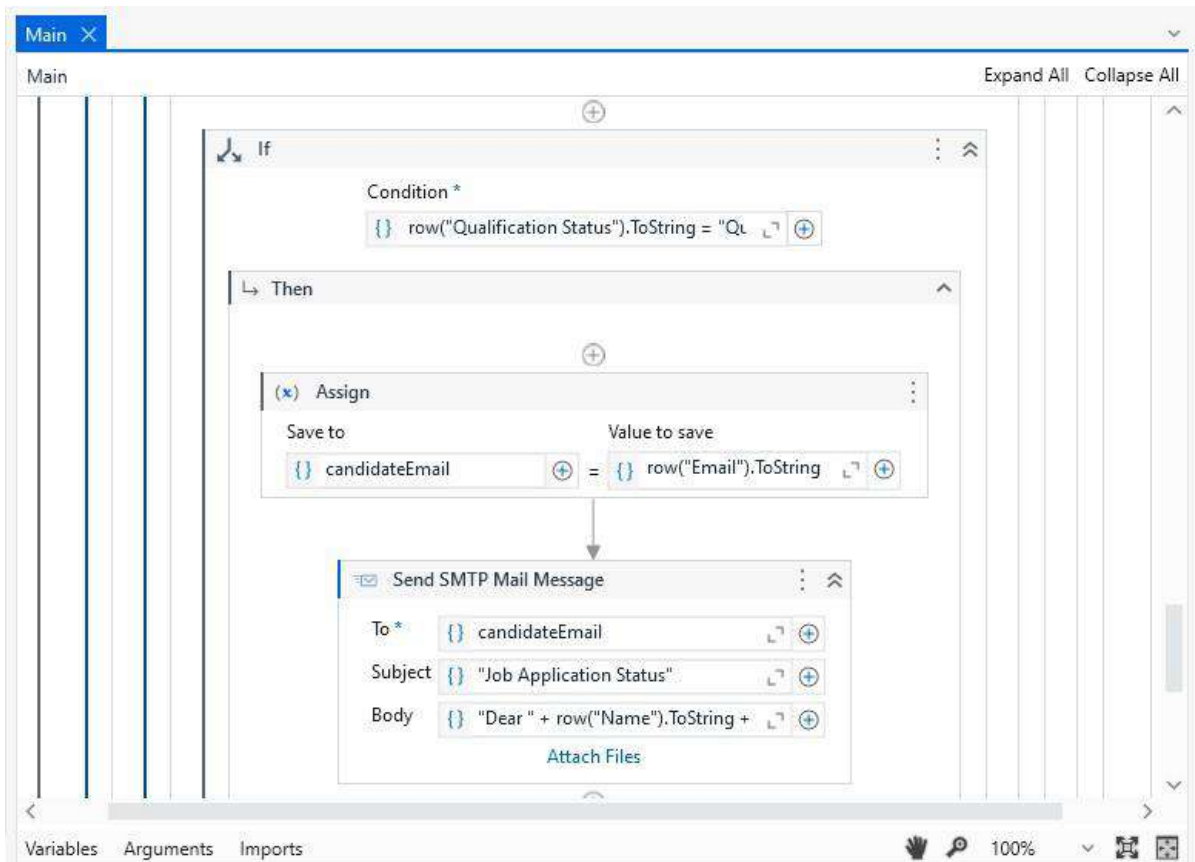 Main
Main Expand All Collapse All
If
Condition *
{} row("Qualification Status").ToString = "Qu
Then
(x) Assign
Save to Value to save
{} candidateEmail = {} row("Email").ToString
Send SMTP Mail Message
To * {} candidateEmail
Subject {} "Job Application Status"
Body {} "Dear " + row("Name").ToString +
Attach Files
Variables Arguments Imports 100%